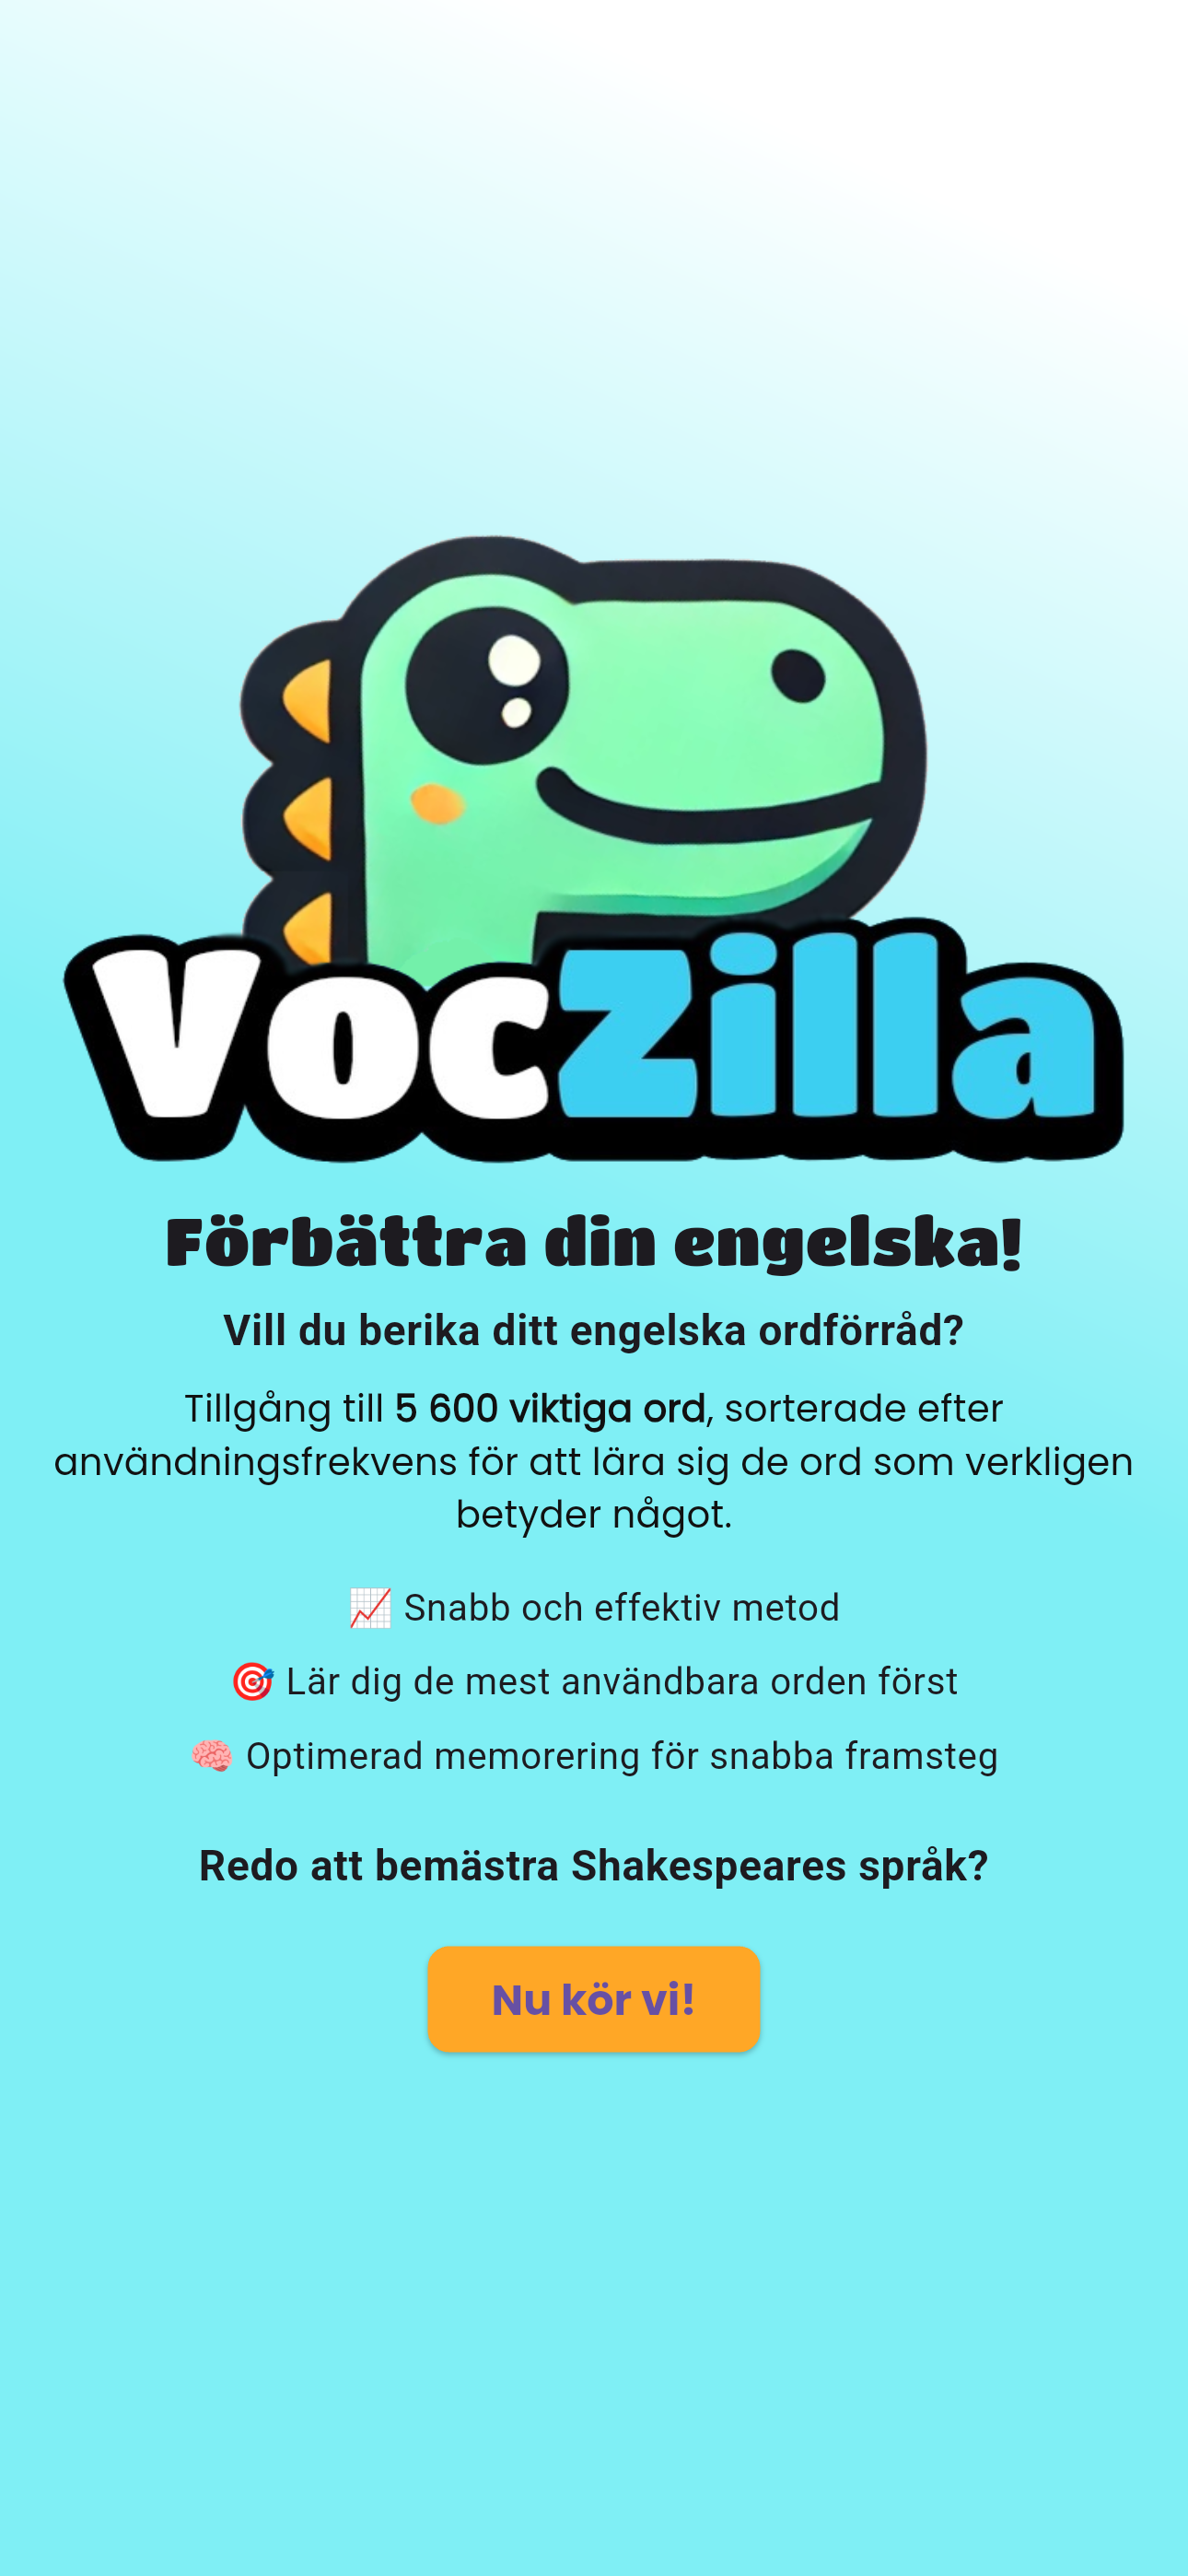 VocZilla
Förbättra din engelska!
Vill du berika ditt engelska ordförråd?
Tillgång till 5 600 viktiga ord, sorterade efter
användningsfrekvens för att lära sig de ord som verkligen
betyder något.
📈 Snabb och effektiv metod
🎯 Lär dig de mest användbara orden först
🧠 Optimerad memorering för snabba framsteg
Redo att bemästra Shakespeares språk?
Nu kör vi!